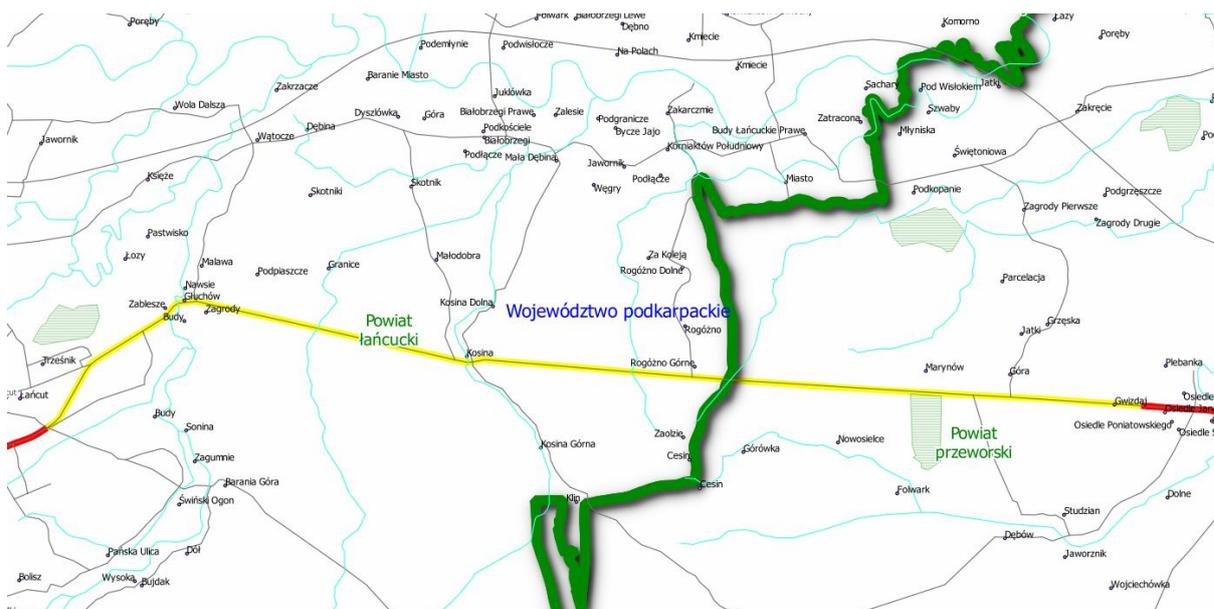 Poręby
Folwark
Białobrzegi Lewe
Dębno
Komorno
Łazy
Poręby
Podemłynie
Podwisłocze
Na Polach
Kmiecie
Kmiecie
Baranie Miasto
Zakrzacze
Juklówka
Sachary
Pod Wisłokiem
Jatki
Wola Dalsza
Dyszlówka
Góra
Białobrzegi Prawe
Zalesie
Podgranicze
Zakarczmie
Zatracona
Szwaby
Zakręcie
Jawornik
Wątocze
Dębina
Podkościele
Białobrzegi
Bycze Jajo
Budy Łańcuckie Prawe
Młyniska
Podłącze
Mała Dębina
Jawornik
Korniaktów Południowy
Świętoniowa
Księże
Skotniki
Skotnik
Węgry
Podłącze
Miasto
Podkopanie
Podgrzęszcze
Zagrody Pierwsze
Zagrody Drugie
Pastwisko
Łozy
Malawa
Podpiaszcze
Granice
Małodobra
Za Koleją
Rogóżno Dolne
Parcelacja
Nawsie
Głuchów
Zablesze
Zagrody
Budy
Kosina Dolna
Województwo podkarpackie
Powiat
łańcucki
Rogóżno
Jatki
Grzęska
Trześnik
Kosina
Rogóżno Górne
Marynów
Góra
Plebanka
Łańcut
Gwizdaj
Osiedle Poniatowskiego
Budy
Sonina
Zagumnie
Kosina Górna
Zaolzie
Cesin
Górówka
Nowosielce
Powiat
przeworski
Barania Góra
Świński Ogon
Klin
Cesin
Folwark
Dolne
Studzian
Pańska Ulica
Dół
Dębów
Jawornik
Bolisz
Wysoka
Bujdak
Wojciechówka